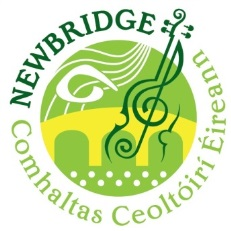 NEWBRIDGE
Comhaltas Ceoltóirí Éireann